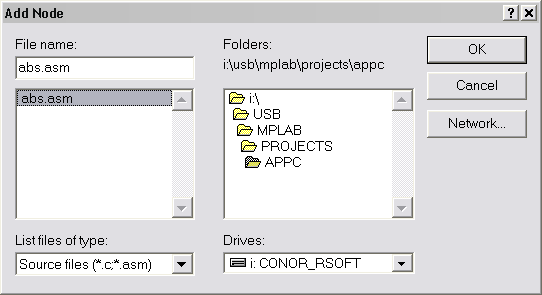 Add Node
File name:
abs.asm
abs.asm
List files of type:
Source files (*.c;*.asm)
Folders:
i:\usb\mplab\projects\appc
i:\
USB
MPLAB
PROJECTS
APPC
Drives:
i: CONOR_RSOFT
OK
Cancel
Network...